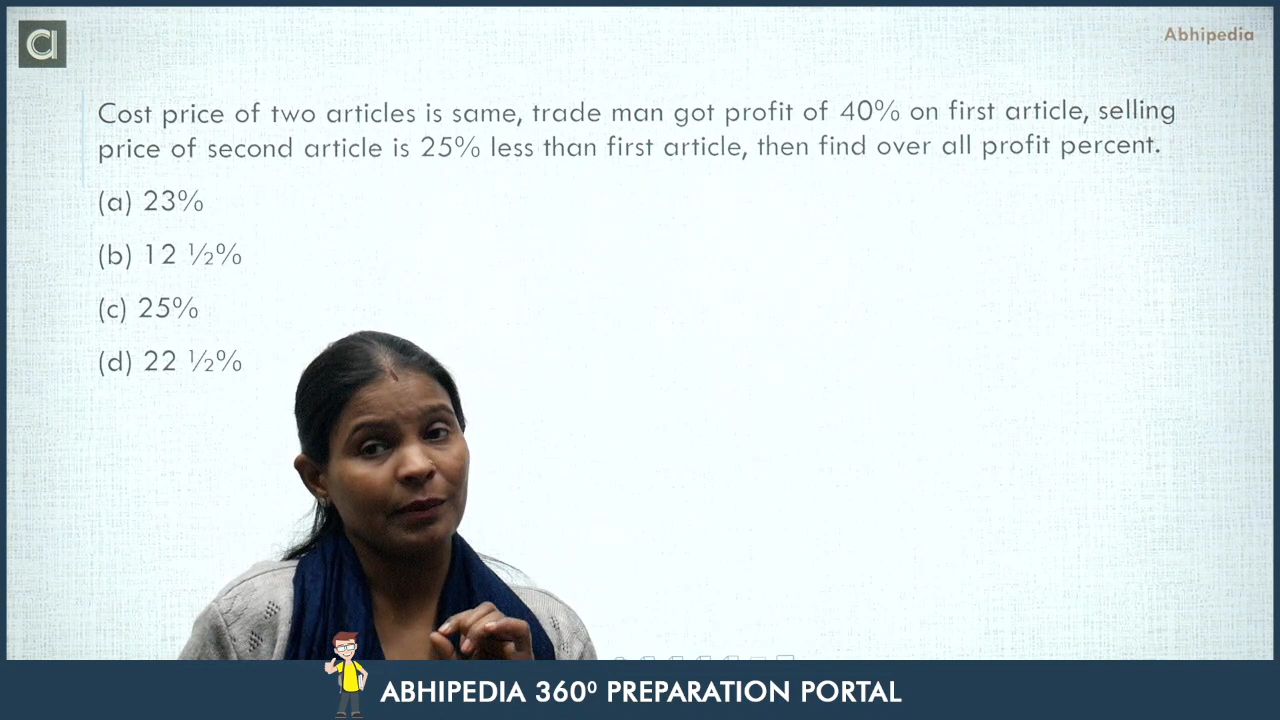 Abhipedia
Cost price of two articles is same, trade man got profit of 40% on first article, selling
price of second article is 25% less than first article, then find over all profit percent.
(a) 23%
(b) 12 ½%
(c) 25%
(d) 22 ½%
ABHIPEDIA 360⁰ PREPARATION PORTAL